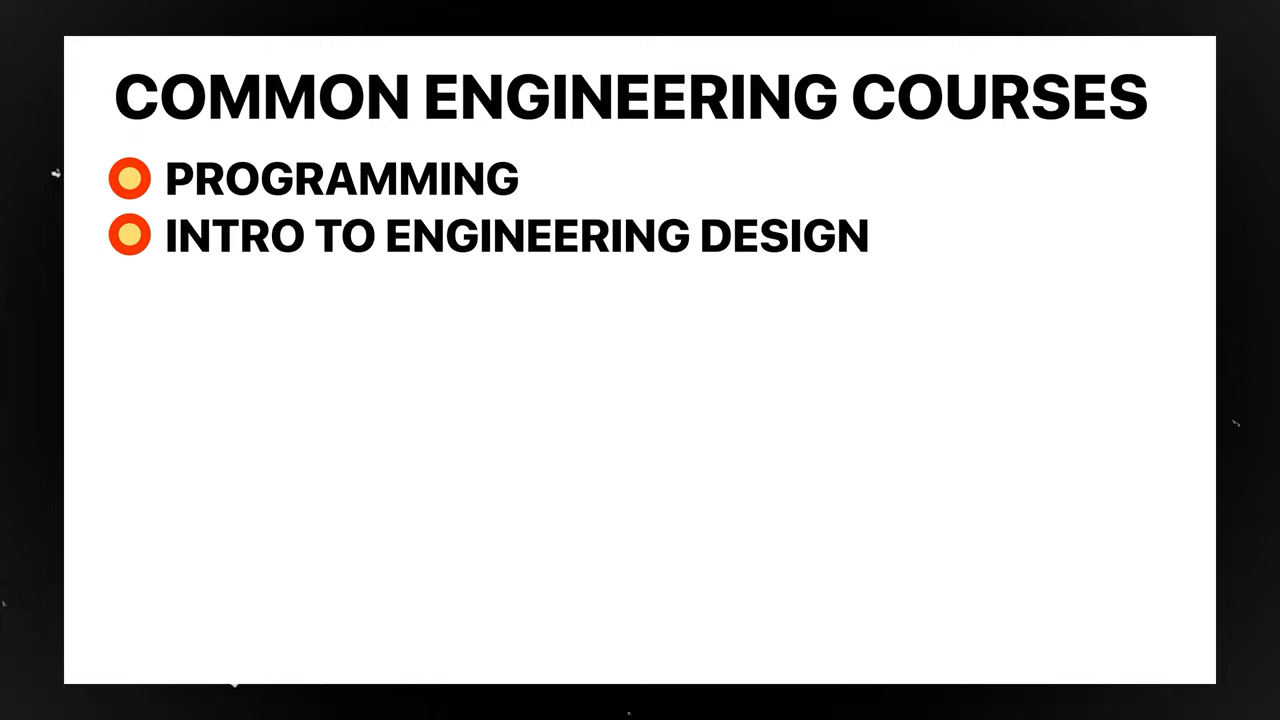 COMMON ENGINEERING COURSES
PROGRAMMING
INTRO TO ENGINEERING DESIGN